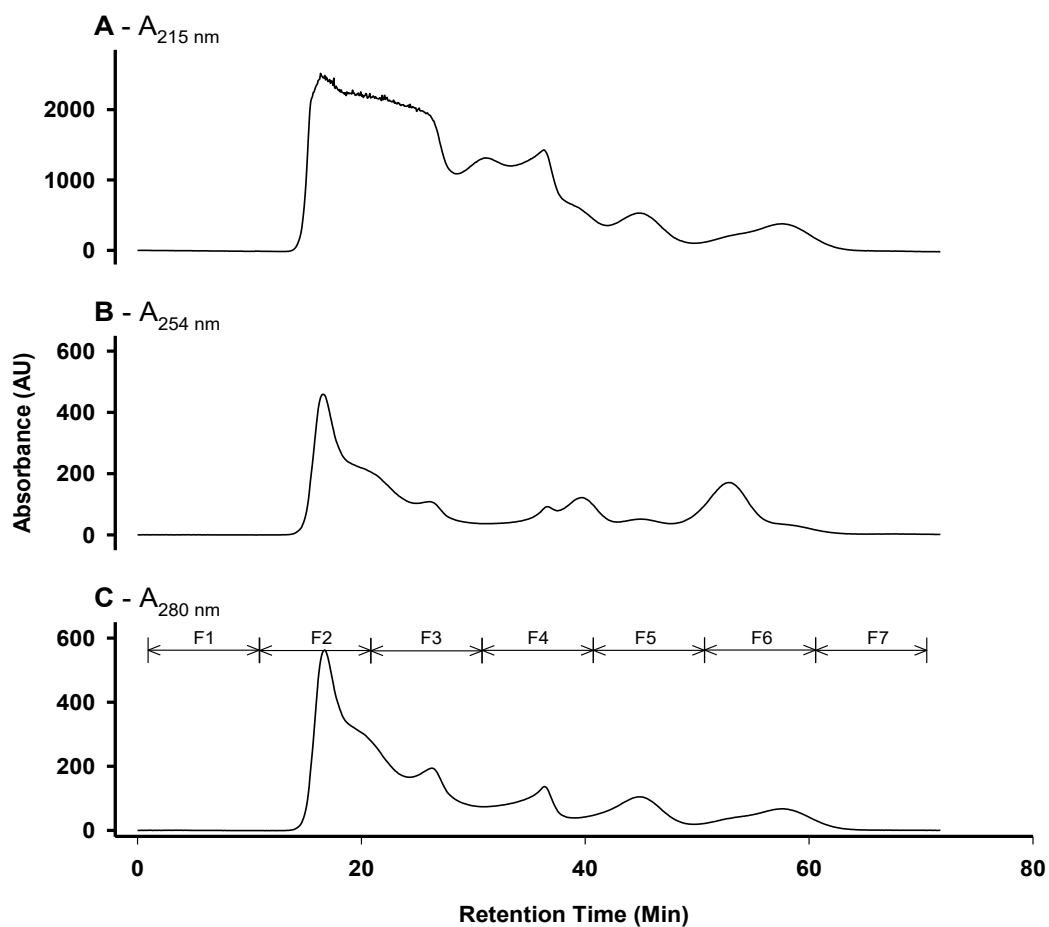 A - A215 nm
2000
1000
0
B - A254 nm
600
400
200
0
Absorbance (AU)
C - A280 nm
600
F1 F2 F3 F4 F5 F6 F7
400
200
0
0 20 40 60 80
Retention Time (Min)